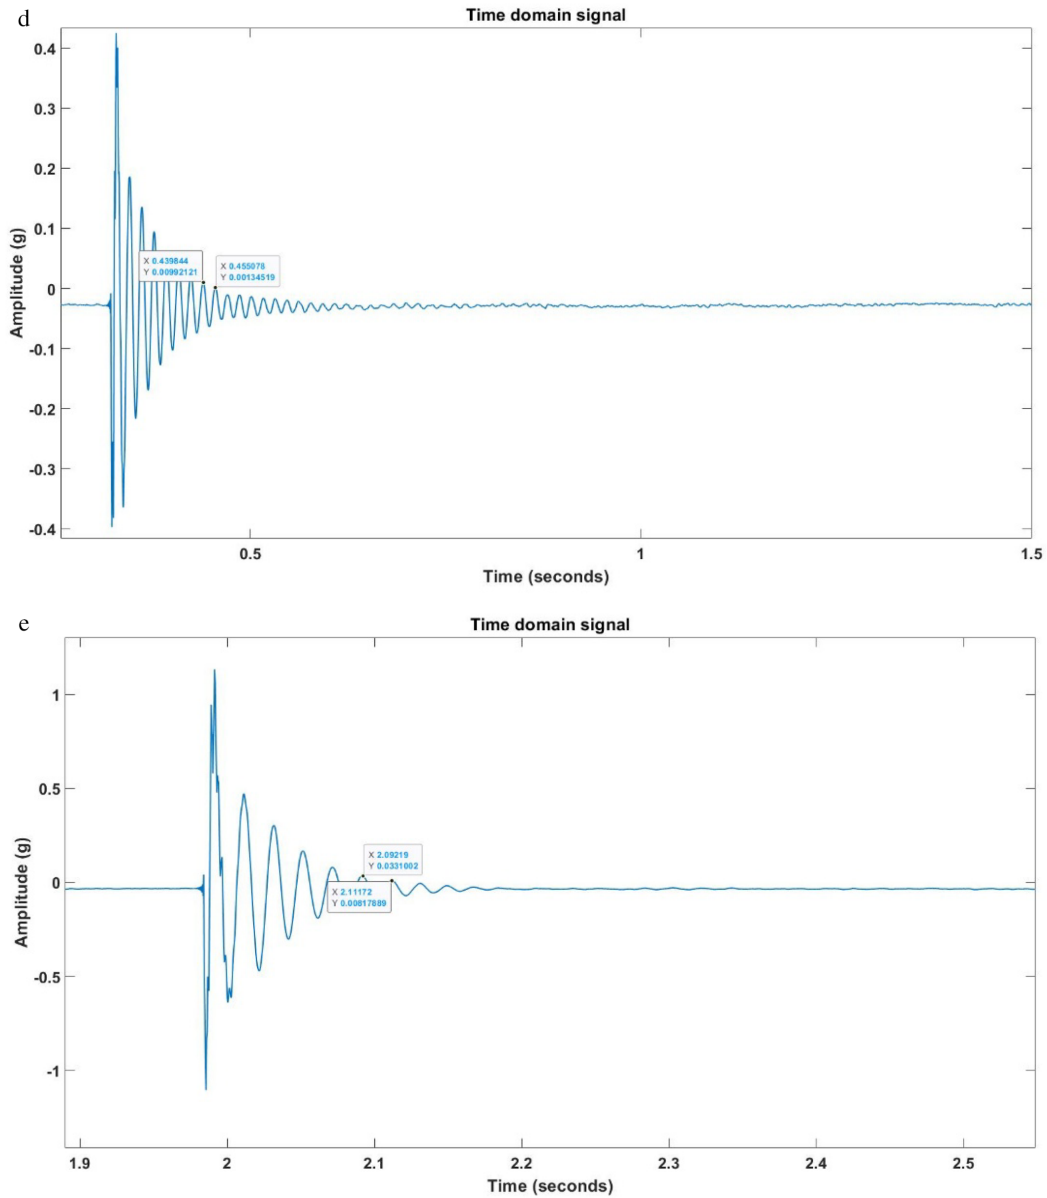 d
Time domain signal
0.4
0.3
0.2
0.1
0
-0.1
-0.2
-0.3
-0.4
Amplitude (g)
X 0.439844
Y 0.00992121
X 0.455078
Y 0.00134519
0.5
1
1.5
Time (seconds)
e
Time domain signal
1
0.5
0
-0.5
-1
Amplitude (g)
X 2.09219
Y 0.0331002
X 2.11172
Y 0.00817889
1.9
2
2.1
2.2
2.3
2.4
2.5
Time (seconds)